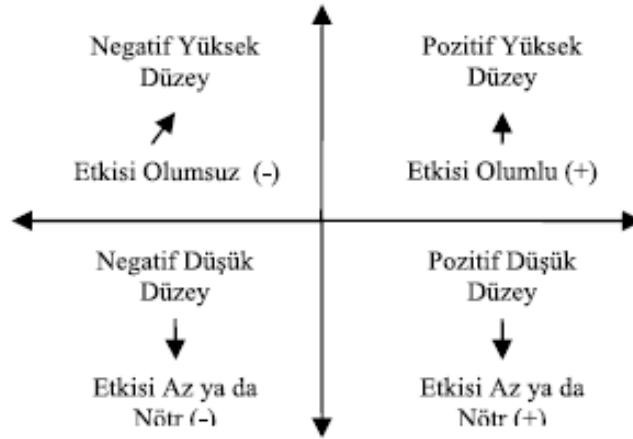 Negatif Yüksek
Düzey
Etkisi Olumsuz (-)
Pozitif Yüksek
Düzey
Etkisi Olumlu (+)
Negatif Düşük
Düzey
Etkisi Az ya da
Nötr (-)
Pozitif Düşük
Düzey
Etkisi Az ya da
Nötr (+)